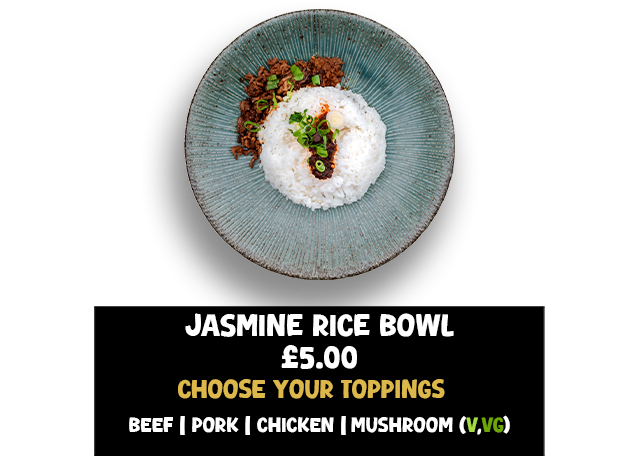 JASMINE RICE BOWL
£5.00
CHOOSE YOUR TOPPINGS
BEEF | PORK | CHICKEN | MUSHROOM (V,VG)